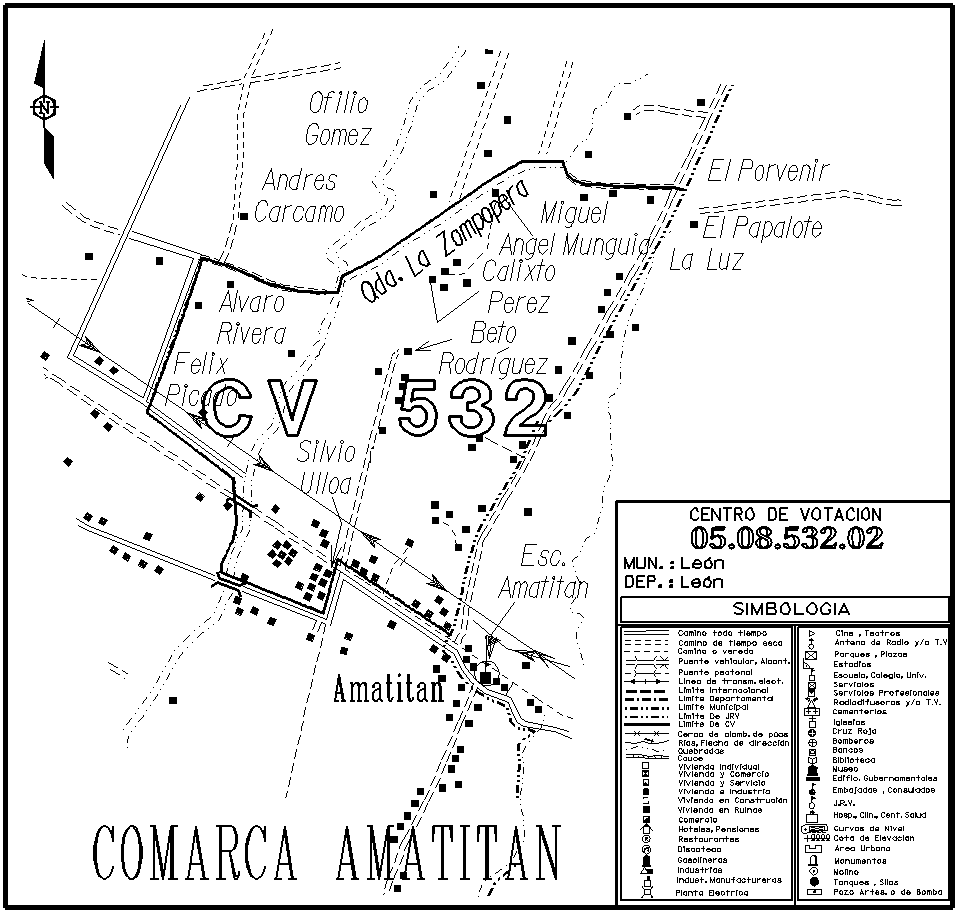 N
Ofilio
Gomez
Andres
Carcamo
Qda. La Zompopera
El Porvenir
Miguel
Angel Munguia
El Papalote
La Luz
Calixto
Perez
Alvaro
Rivera
Beto
Rodríguez
Felix
Picado
CV 532
Silvio
Ulloa
Esc.
Amatitan
Amatitan
COMARCA AMATITAN
CENTRO DE VOTACION
05.08.532.02
MUN.: León
DEP.: León
SIMBOLOGIA
Camino todo tiempo
Camino de tiempo seco
Camino o vereda
Puente vehicular, Alcant.
Puente peatonal
Linea de transm. elect.
Limite Internacional
Limite Departamental
Limite Municipal
Limite De JRV
Limite De CV
Cerco de alamb. de púas
Rios, Flecha de dirección
Quebradas
Cauce
Vivienda Individual
Vivienda y Comercio
Vivienda y Servicio
Vivienda e Industria
Vivienda en Construcción
Vivienda en Ruinas
Comercio
Hoteles, Pensiones
Restaurantes
Discoteca
Gasolineras
Industrias
Indust. Manufactureras
Planta Electrica
Cine, Teatros
Antena de Radio y/o T.V
Parques, Plazas
Estadios
Escuela, Colegio, Univ.
Servicios
Servicios Profesionales
Radiodifusoras y/o T.V.
Cementerios
Iglesias
Cruz Roja
Bomberos
Bancos
Biblioteca
Museo
Edific. Gubernamentales
Embajadas, Consulados
J.R.V.
Hosp., Clin., Cent. Salud
Curvas de Nivel
Cota de Elevación
Area Urbana
Monumentos
Molino
Tanques, Silos
Pozo Artes. o de Bomba